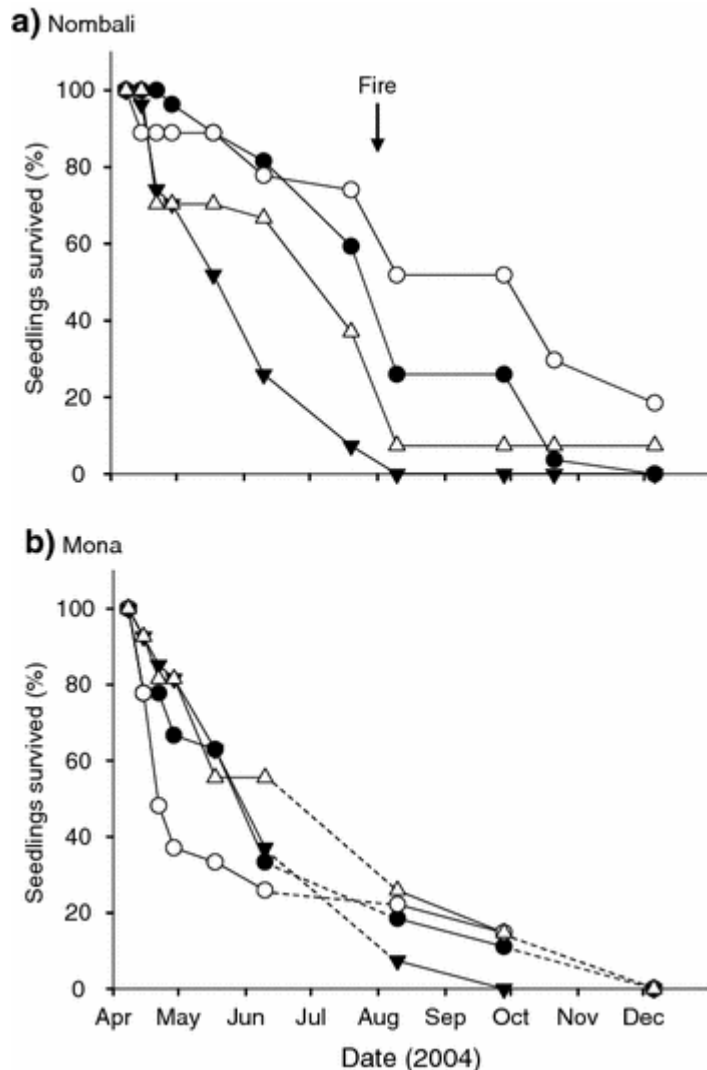 a) Nombali
Fire
100
80
60
40
20
0
Seedlings survived (%)
b) Mona
100
80
60
40
20
0
Seedlings survived (%)
Apr May Jun Jul Aug Sep Oct Nov Dec
Date (2004)